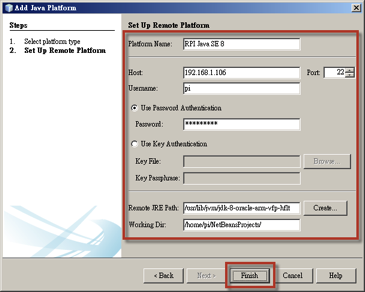 Add Java Platform
Steps
1. Select platform type
2. Set Up Remote Platform
Set Up Remote Platform
Platform Name: RPI Java SE 8
Host: 192.168.1.106 Port: 22
Username: pi
Use Password Authentication
Password: *********
Use Key Authentication
Key File: Browse...
Key Passphrase:
Remote JRE Path: /usr/lib/jvm/jdk-8-oracle-arm-vfp-hflt Create...
Working Dir: /home/pi/NetBeansProjects/
< Back Next > Finish Cancel Help